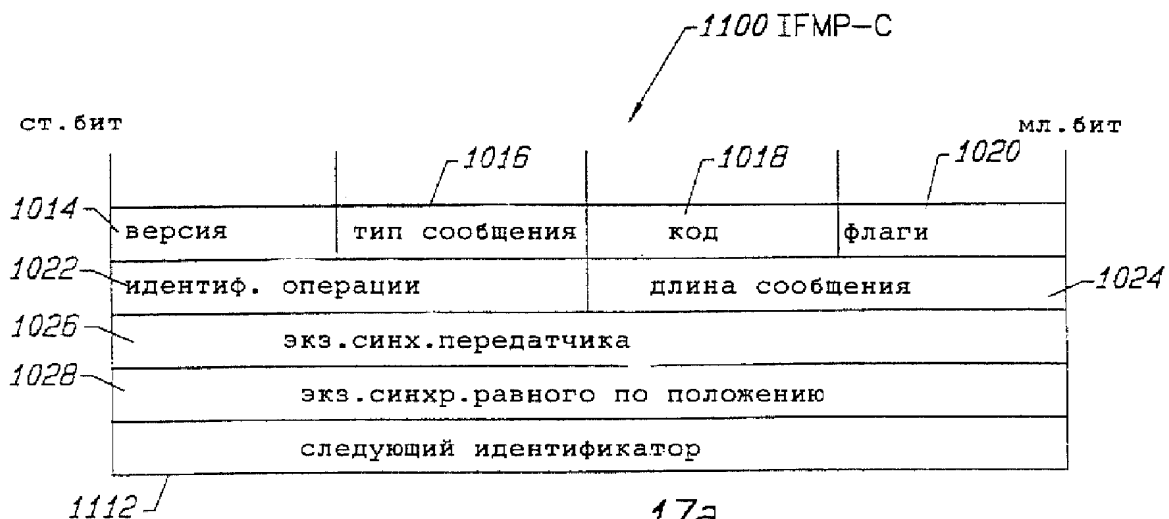 1100 IFMP-C
ст.бит мл.бит
1016 1018 1020
1014 версия тип сообщения код флаги
1022 идентиф. операции длина сообщения 1024
1026 экз.синх.передатчика
1028 экз.синхр.равного по положению
следующий идентификатор
1112 17a